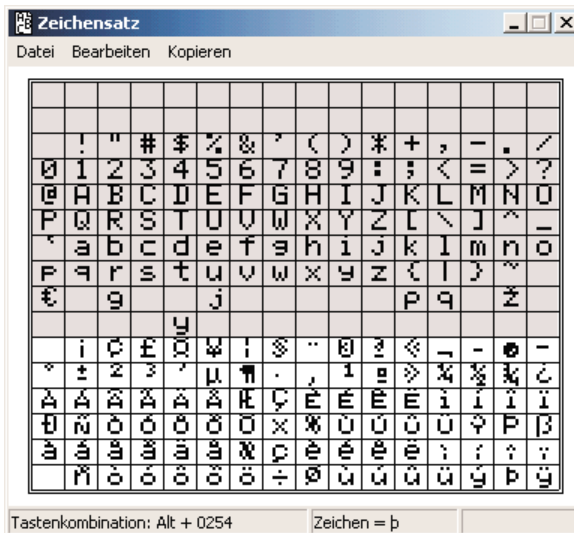 Zeichensatz
Datei Bearbeiten Kopieren
! " # $ % & ' ( ) * + , - . /
0 1 2 3 4 5 6 7 8 9 : ; < = > ?
@ A B C D E F G H I J K L M N O
P Q R S T U V W X Y Z [ \ ] ^ _
` a b c d e f g h i j k l m n o
p q r s t u v w x y z { | } ~
€ g j p q Ž
y
¡ ¢ £ ¤ ¥ ¦ § ¨ © ª « ¬ - ® ¯
° ± ² ³ ´ µ ¶ · ¸ ¹ º » ¼ ½ ¾ ¿
À Á Â Ã Ä Å Æ Ç È É Ê Ë Ì Í Î Ï
Ð Ñ Ò Ó Ô Õ Ö × Ø Ù Ú Û Ü Ý Þ ß
à á â ã ä å æ ç è é ê ë ì í î ï
ñ ò ó ô õ ö ÷ ø ù ú û ü ý þ ÿ
Tastenkombination: Alt + 0254 Zeichen = þ